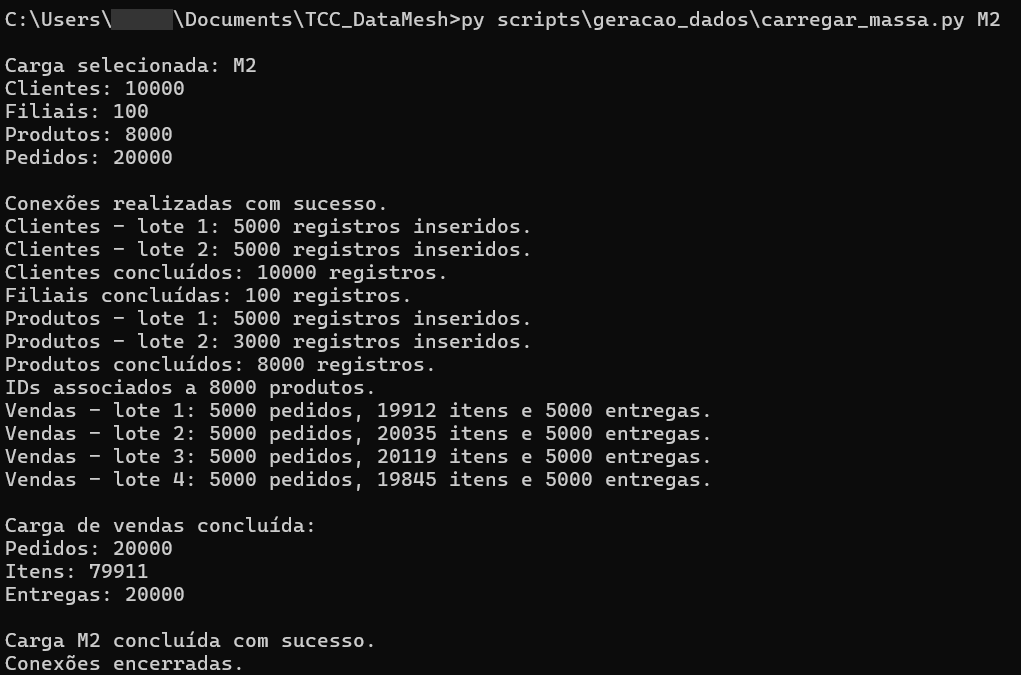 C:\Users\ \Documents\TCC_DataMesh>py scripts\geracao_dados\carregar_massa.py M2
Carga selecionada: M2
Clientes: 10000
Filiais: 100
Produtos: 8000
Pedidos: 20000
Conexões realizadas com sucesso.
Clientes - lote 1: 5000 registros inseridos.
Clientes - lote 2: 5000 registros inseridos.
Clientes concluídos: 10000 registros.
Filiais concluídas: 100 registros.
Produtos - lote 1: 5000 registros inseridos.
Produtos - lote 2: 3000 registros inseridos.
Produtos concluídos: 8000 registros.
IDs associados a 8000 produtos.
Vendas - lote 1: 5000 pedidos, 19912 itens e 5000 entregas.
Vendas - lote 2: 5000 pedidos, 20035 itens e 5000 entregas.
Vendas - lote 3: 5000 pedidos, 20119 itens e 5000 entregas.
Vendas - lote 4: 5000 pedidos, 19845 itens e 5000 entregas.
Carga de vendas concluída:
Pedidos: 20000
Itens: 79911
Entregas: 20000
Carga M2 concluída com sucesso.
Conexões encerradas.